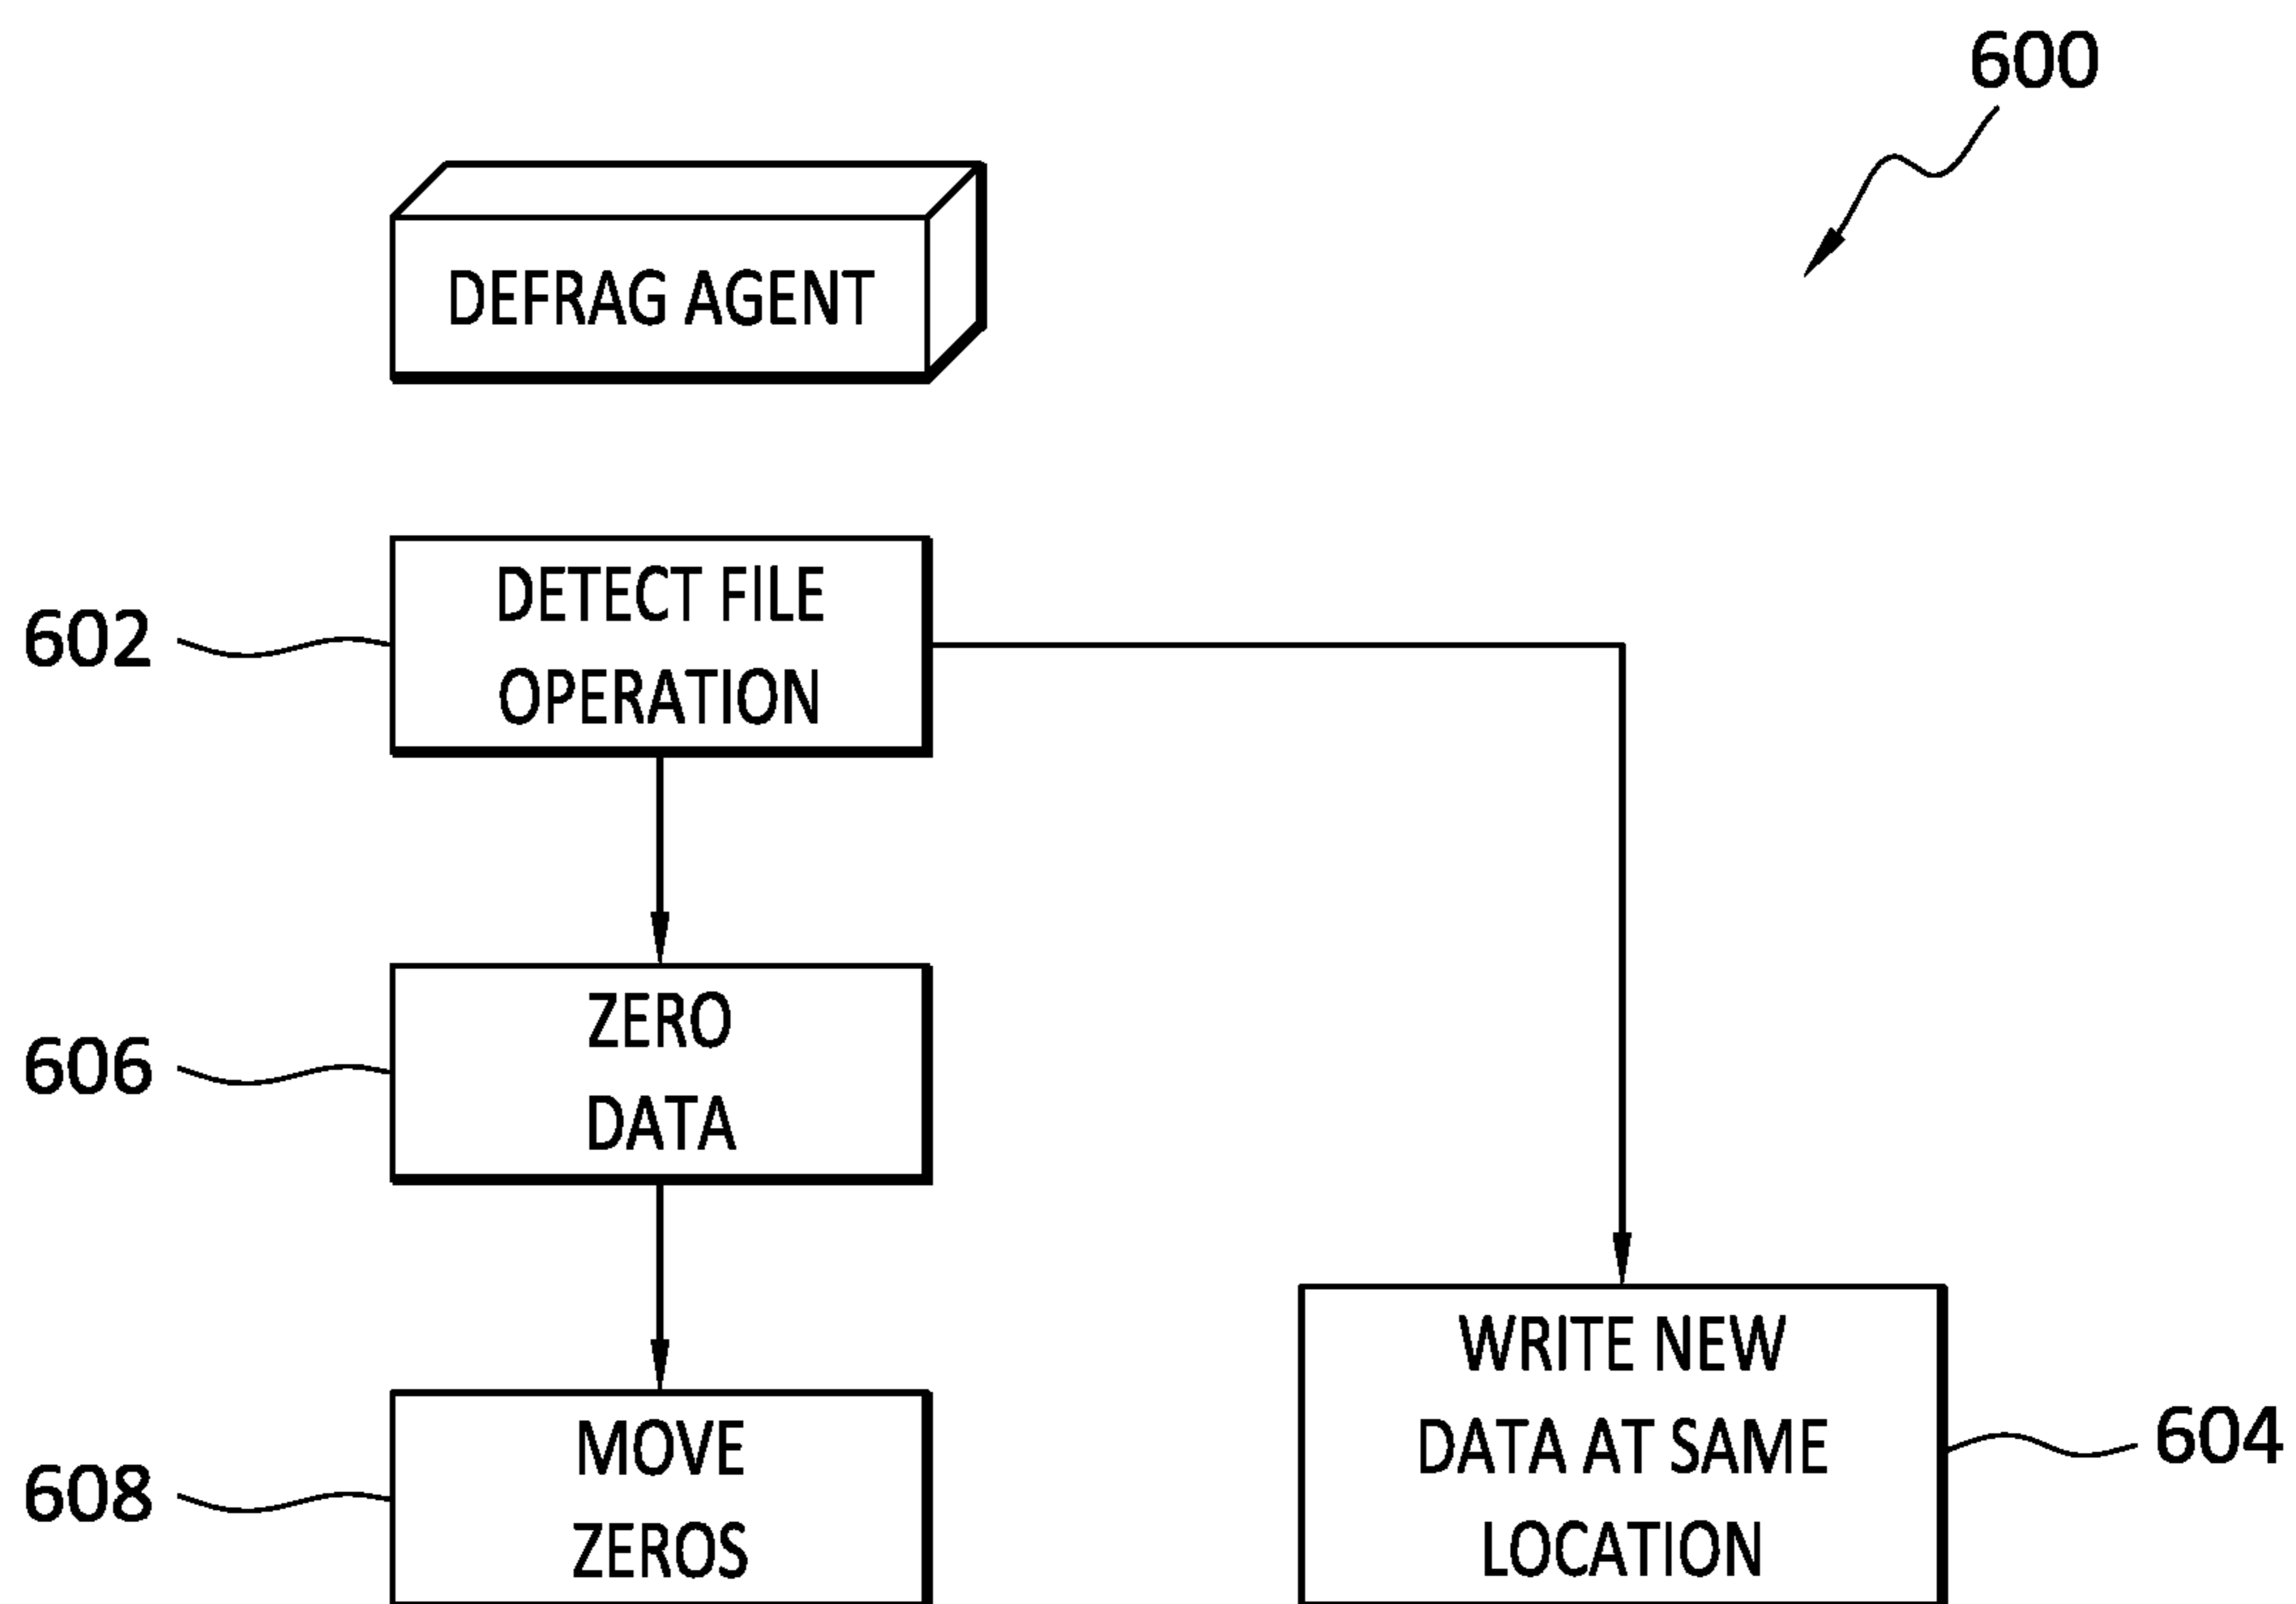 600
DEFRAG AGENT
602
DETECT FILE
OPERATION
606
ZERO
DATA
608
MOVE
ZEROS
WRITE NEW
DATA AT SAME
LOCATION
604